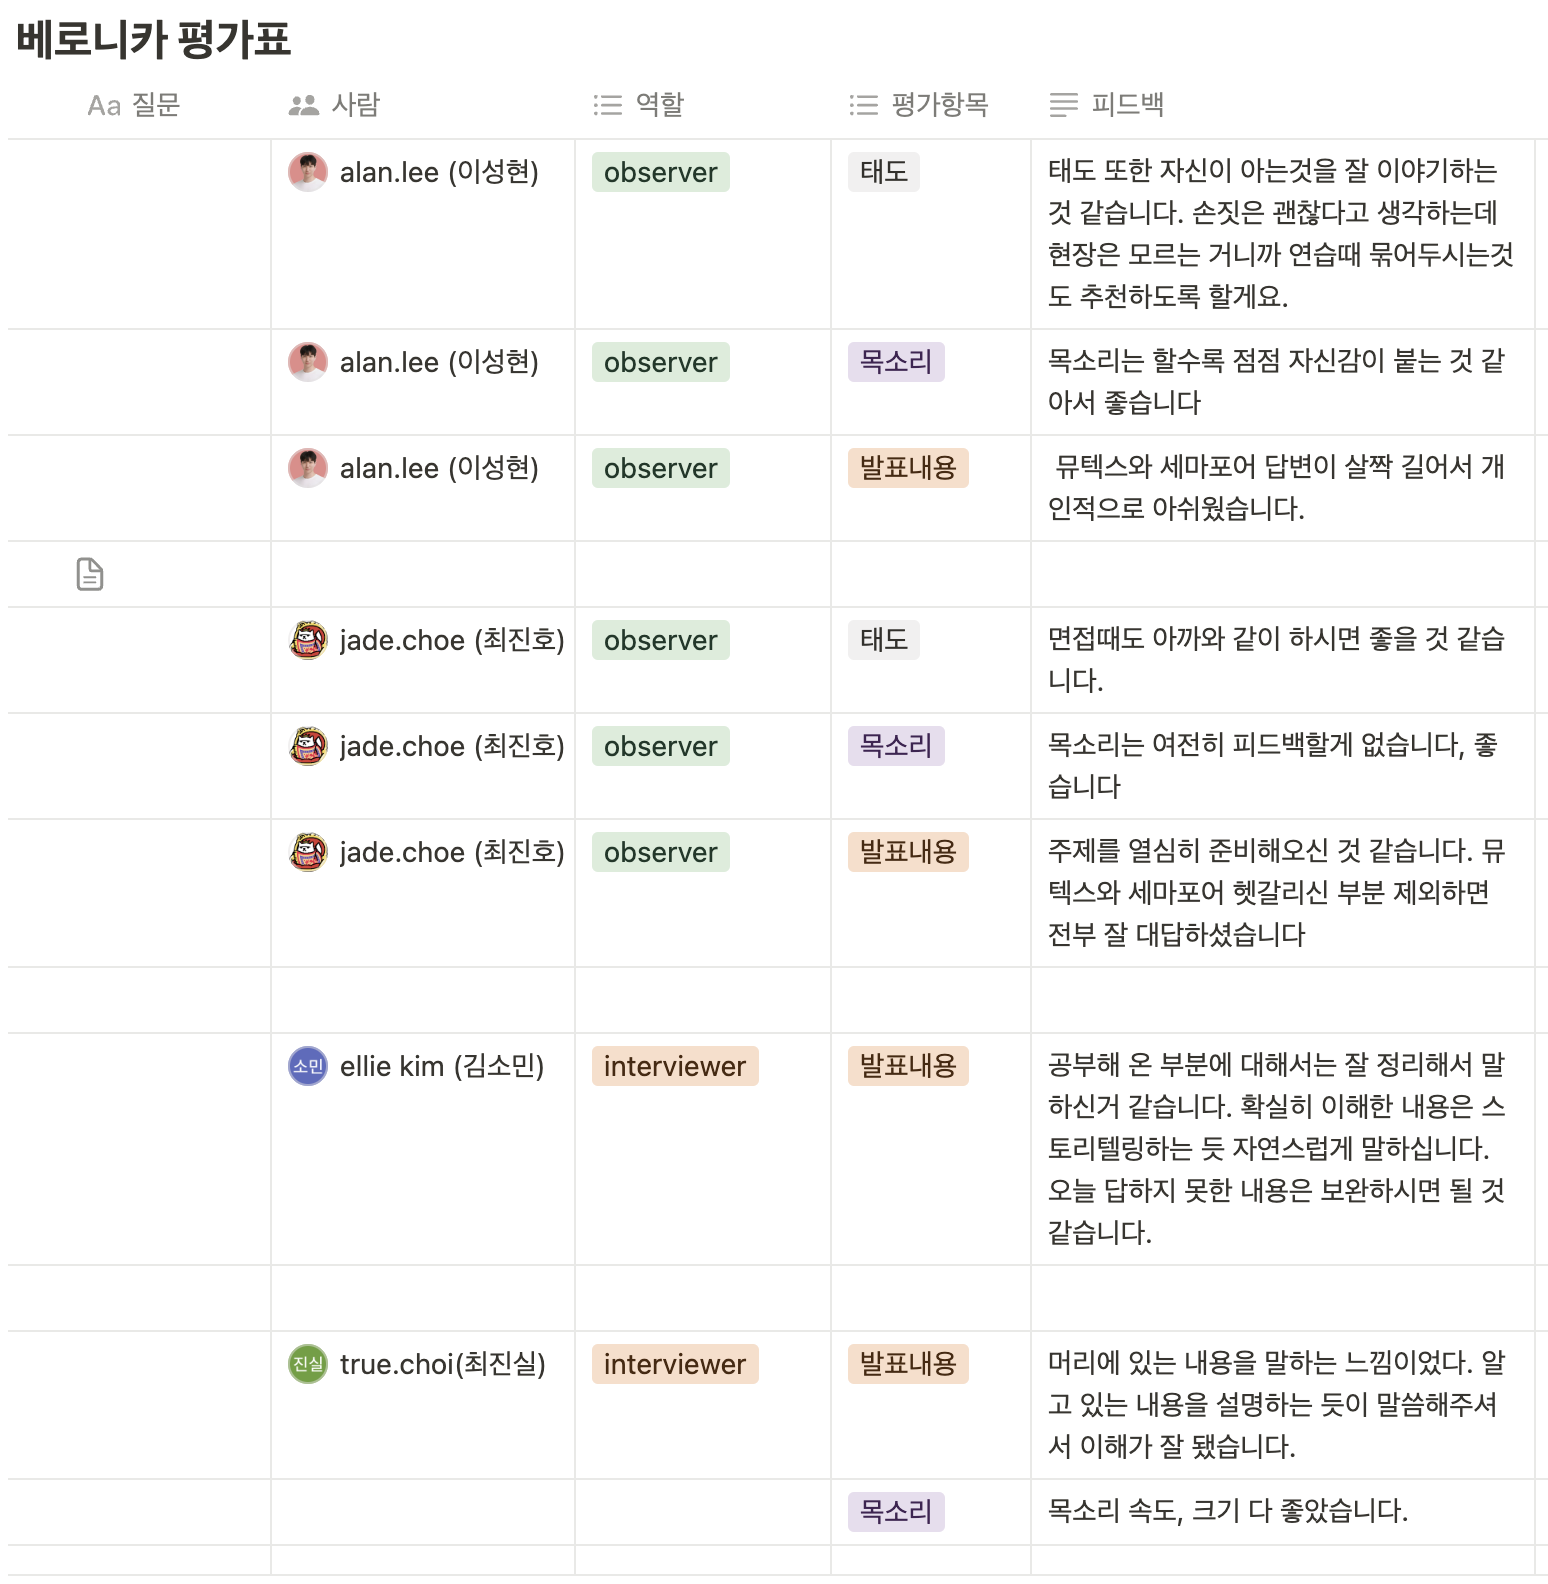 베로니카 평가표
Aa 질문 사람 역할 평가항목 피드백
alan.lee (이성현) observer 태도 태도 또한 자신이 아는것을 잘 이야기하는
것 같습니다. 손짓은 괜찮다고 생각하는데
현장은 모르는 거니까 연습때 묶어두시는것
도 추천하도록 할게요.
alan.lee (이성현) observer 목소리 목소리는 할수록 점점 자신감이 붙는 것 같
아서 좋습니다
alan.lee (이성현) observer 발표내용 뮤텍스와 세마포어 답변이 살짝 길어서 개
인적으로 아쉬웠습니다.
jade.choe (최진호) observer 태도 면접때도 아까와 같이 하시면 좋을 것 같습
니다.
jade.choe (최진호) observer 목소리 목소리는 여전히 피드백할게 없습니다, 좋
습니다
jade.choe (최진호) observer 발표내용 주제를 열심히 준비해오신 것 같습니다. 뮤
텍스와 세마포어 헷갈리신 부분 제외하면
전부 잘 대답하셨습니다
소민 ellie kim (김소민) interviewer 발표내용 공부해 온 부분에 대해서는 잘 정리해서 말
하신거 같습니다. 확실히 이해한 내용은 스
토리텔링하는 듯 자연스럽게 말하십니다.
오늘 답하지 못한 내용은 보완하시면 될 것
같습니다.
진실 true.choi(최진실) interviewer 발표내용 머리에 있는 내용을 말하는 느낌이었다. 알
고 있는 내용을 설명하는 듯이 말씀해주셔
서 이해가 잘 됐습니다.
목소리 목소리 속도, 크기 다 좋았습니다.